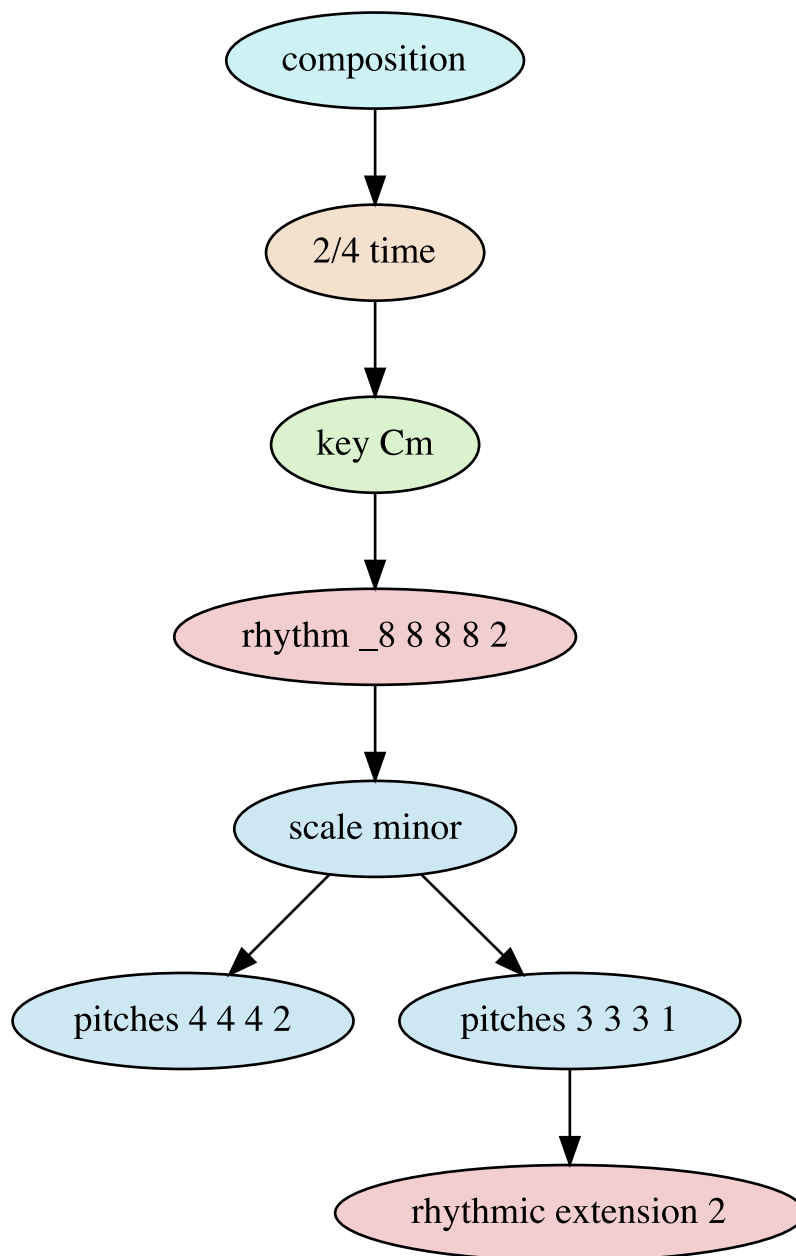 composition
2/4 time
key Cm
rhythm _8 8 8 8 2
scale minor
pitches 4 4 4 2
pitches 3 3 3 1
rhythmic extension 2